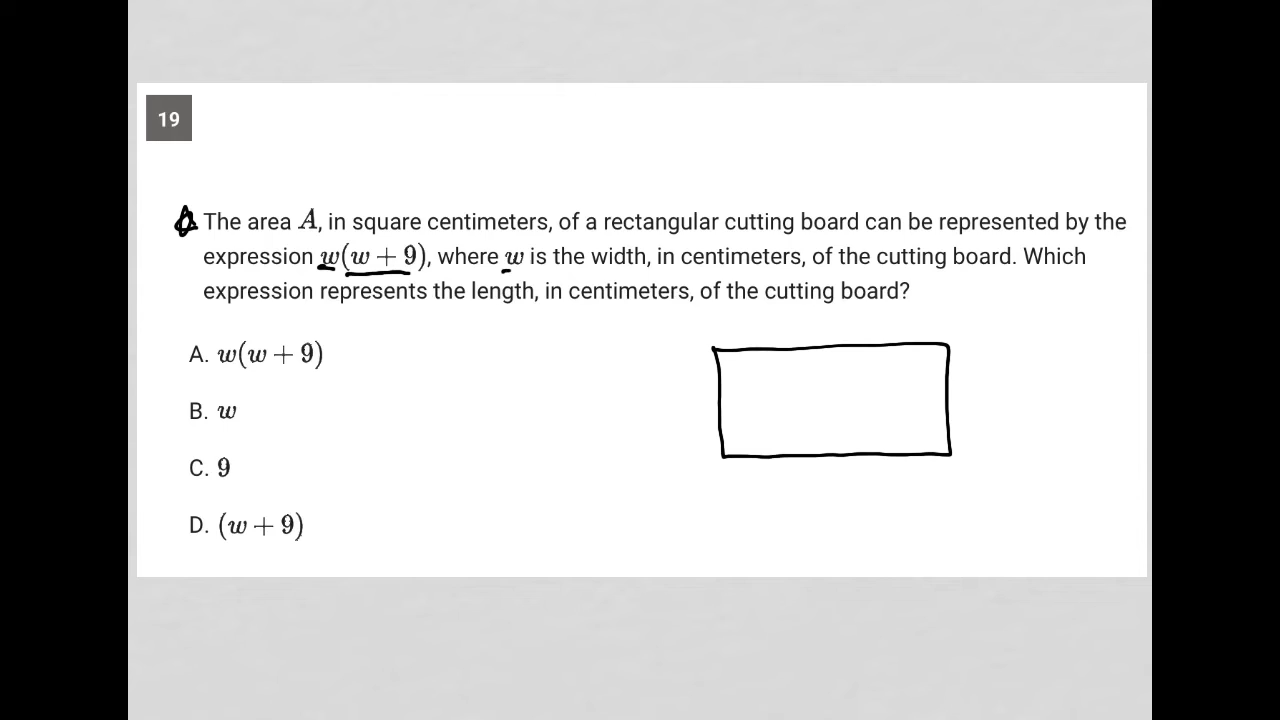 19
The area A, in square centimeters, of a rectangular cutting board can be represented by the
expression w(w + 9), where w is the width, in centimeters, of the cutting board. Which
expression represents the length, in centimeters, of the cutting board?
A. w(w + 9)
B. w
C. 9
D. (w + 9)